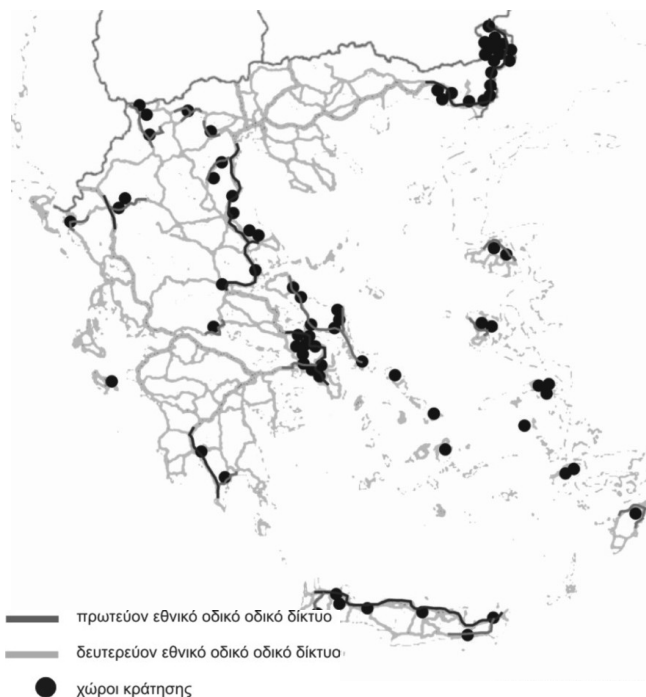 πρωτεύον εθνικό οδικό οδικό δίκτυο
δευτερεύον εθνικό οδικό οδικό δίκτυο
χώροι κράτησης